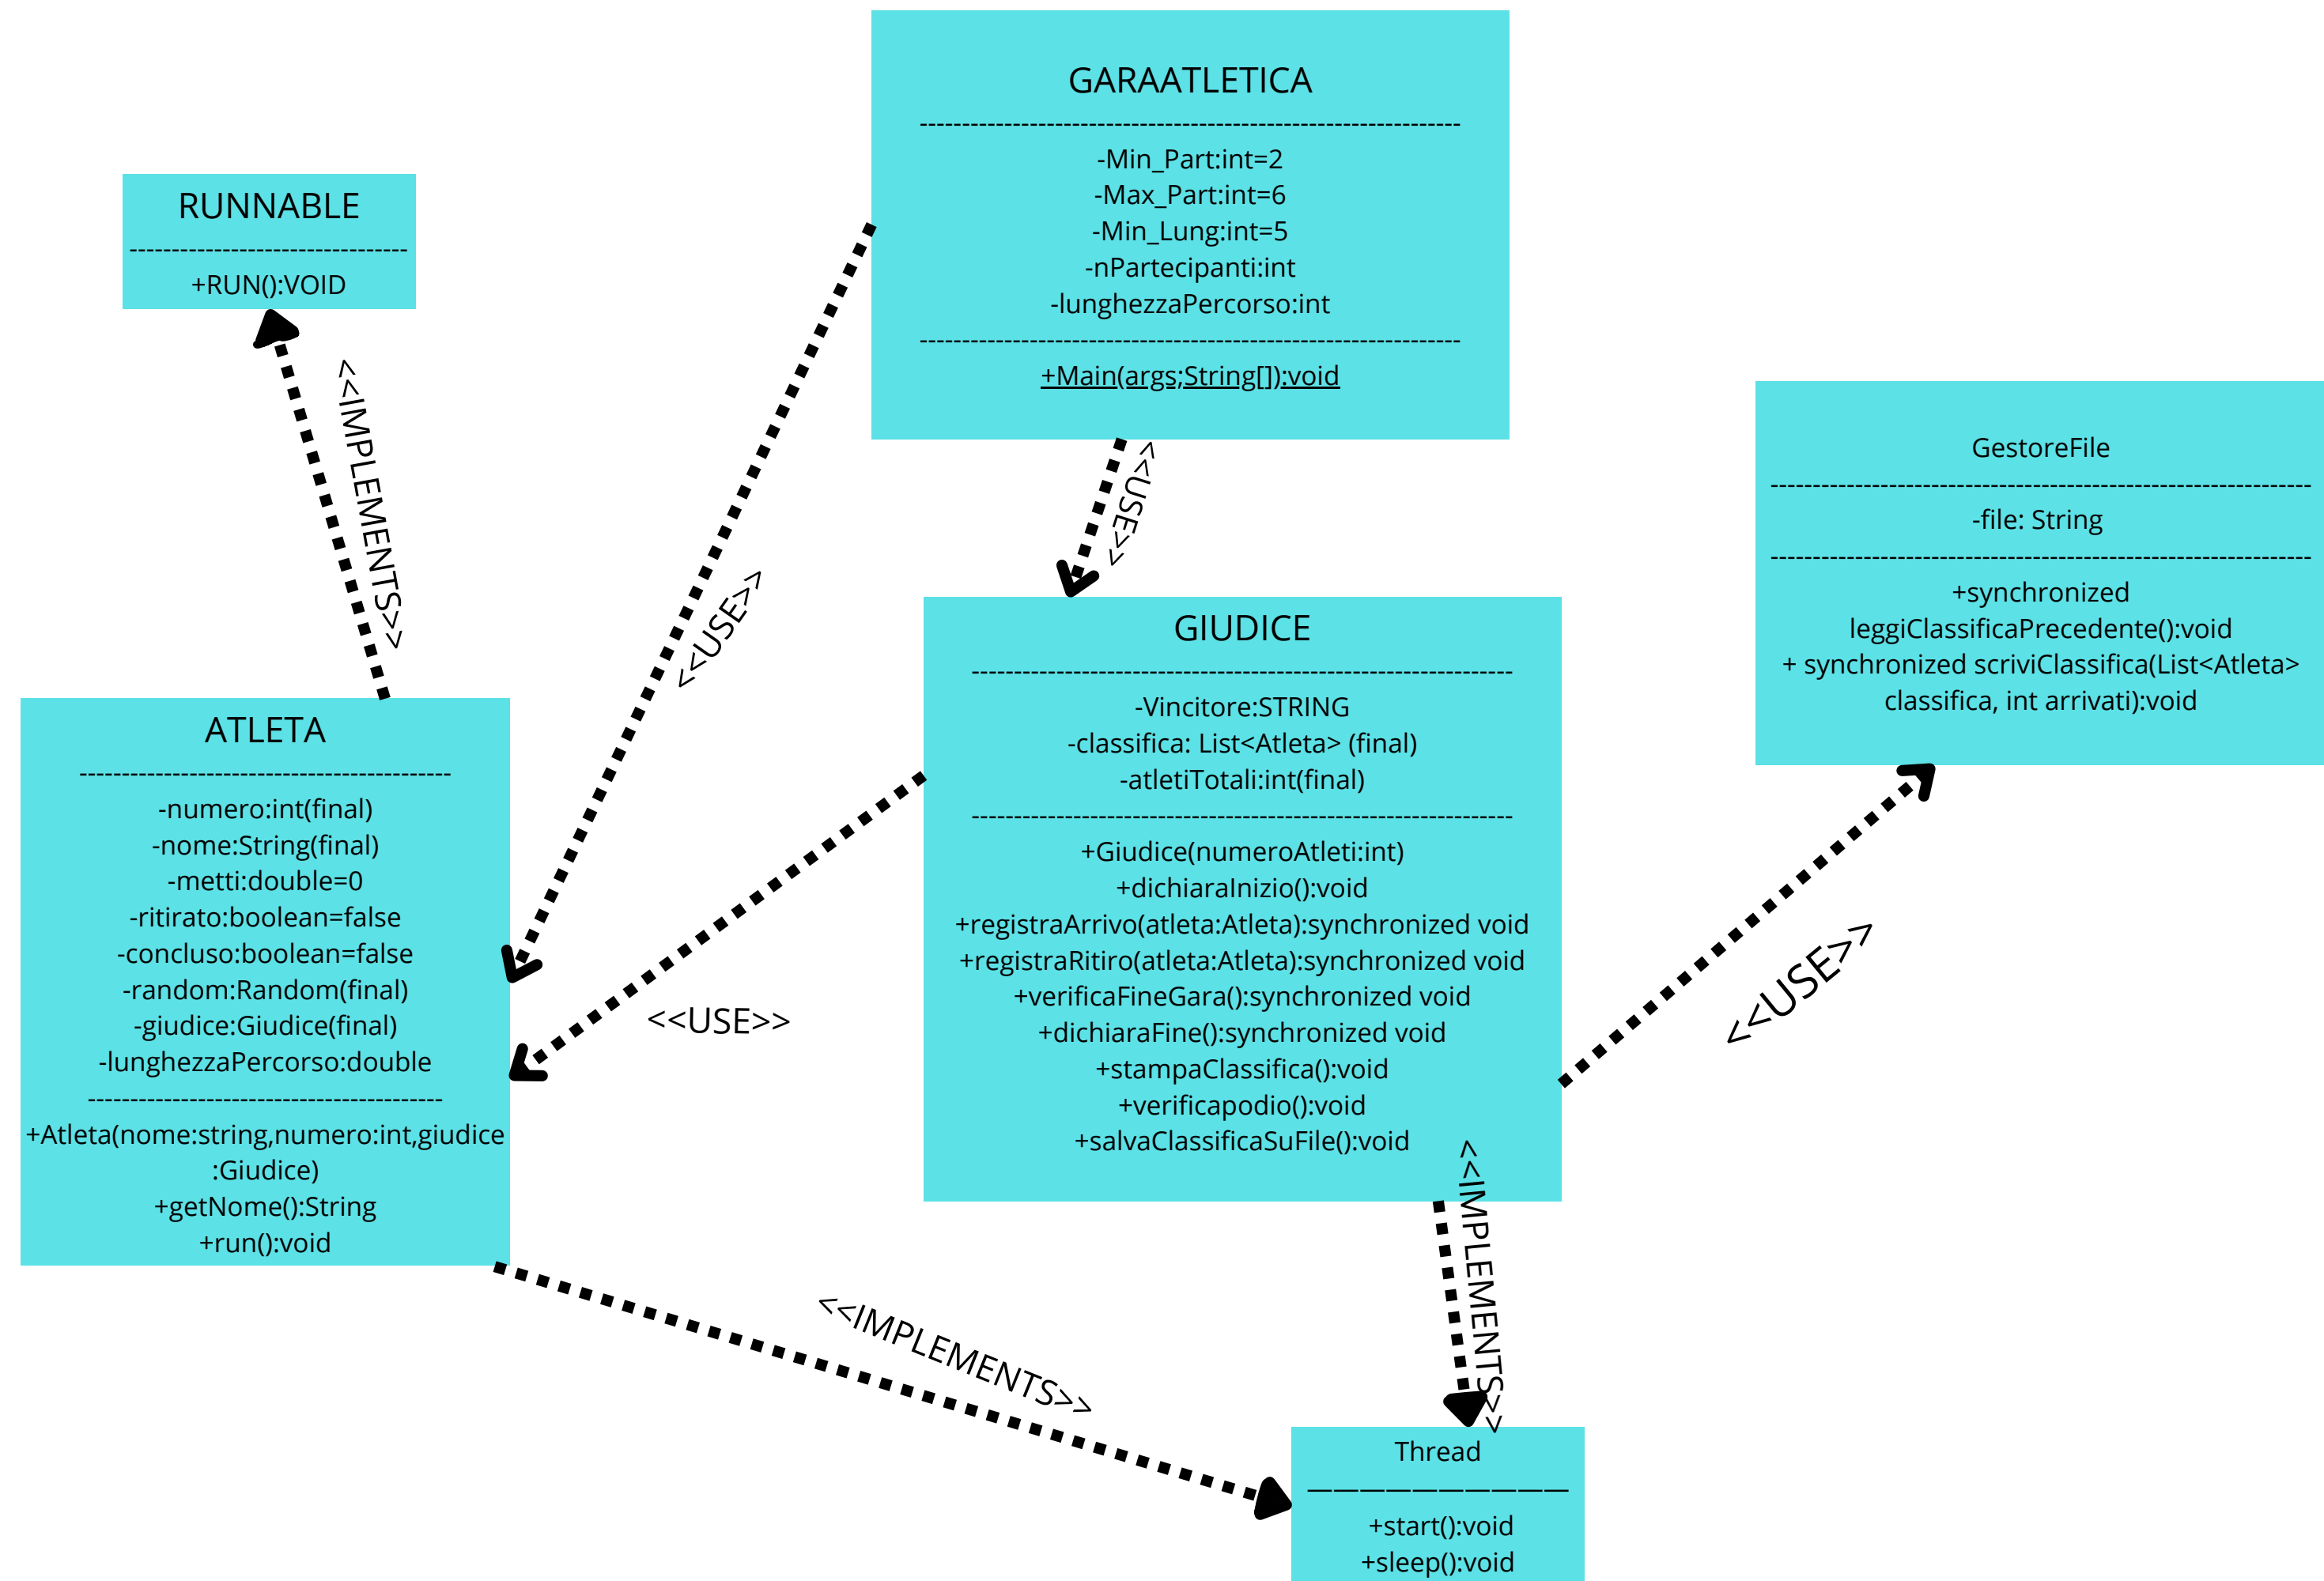 GARAATLETICA
----------------------------------------------------------------
-Min_Part:int=2
-Max_Part:int=6
-Min_Lung:int=5
-nPartecipanti:int
-lunghezzaPercorso:int
----------------------------------------------------------------
+Main(args;String[]):void
RUNNABLE
---------------------------------
+RUN():VOID
<<IMPLEMENTS>>
<<USE>>
<<USE>>
GestoreFile
----------------------------------------------------------------
-file: String
----------------------------------------------------------------
+synchronized
leggiClassificaPrecedente():void
+ synchronized scriviClassifica(List<Atleta>
classifica, int arrivati):void
ATLETA
--------------------------------------------
-numero:int(final)
-nome:String(final)
-metti:double=0
-ritirato:boolean=false
-concluso:boolean=false
-random:Random(final)
-giudice:Giudice(final)
-lunghezzaPercorso:double
------------------------------------------
+Atleta(nome:string,numero:int,giudice
:Giudice)
+getNome():String
+run():void
<<USE>>
GIUDICE
----------------------------------------------------------------
-Vincitore:STRING
-classifica: List<Atleta> (final)
-atletiTotali:int(final)
----------------------------------------------------------------
+Giudice(numeroAtleti:int)
+dichiaraInizio():void
+registraArrivo(atleta:Atleta):synchronized void
+registraRitiro(atleta:Atleta):synchronized void
+verificaFineGara():synchronized void
+dichiaraFine():synchronized void
+stampaClassifica():void
+verificapodio():void
+salvaClassificaSuFile():void
<<USE>>
<<IMPLEMENTS>>
<<IMPLEMENTS>>
Thread
——————————
+start():void
+sleep():void